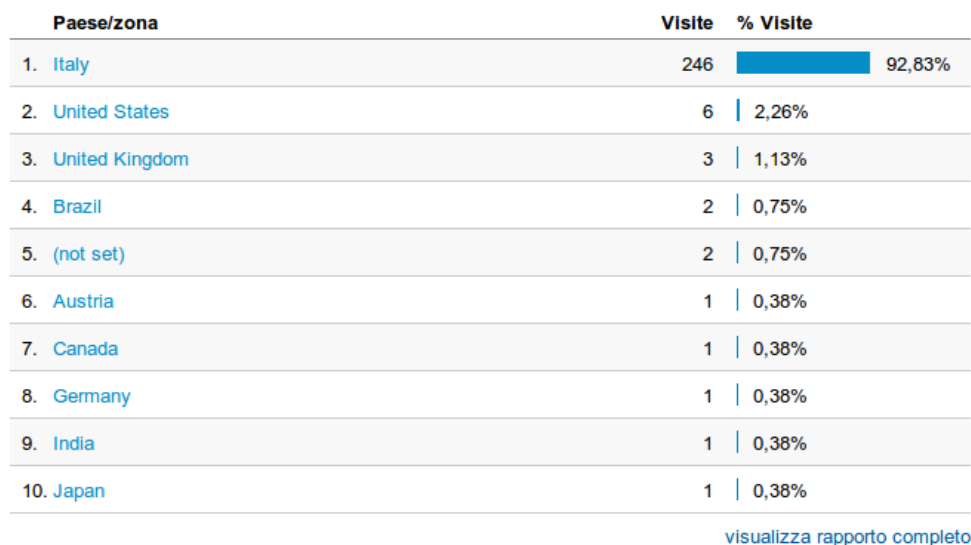 Paese/zona Visite % Visite
1. Italy 246 92,83%
2. United States 6 2,26%
3. United Kingdom 3 1,13%
4. Brazil 2 0,75%
5. (not set) 2 0,75%
6. Austria 1 0,38%
7. Canada 1 0,38%
8. Germany 1 0,38%
9. India 1 0,38%
10. Japan 1 0,38%
visualizza rapporto completo